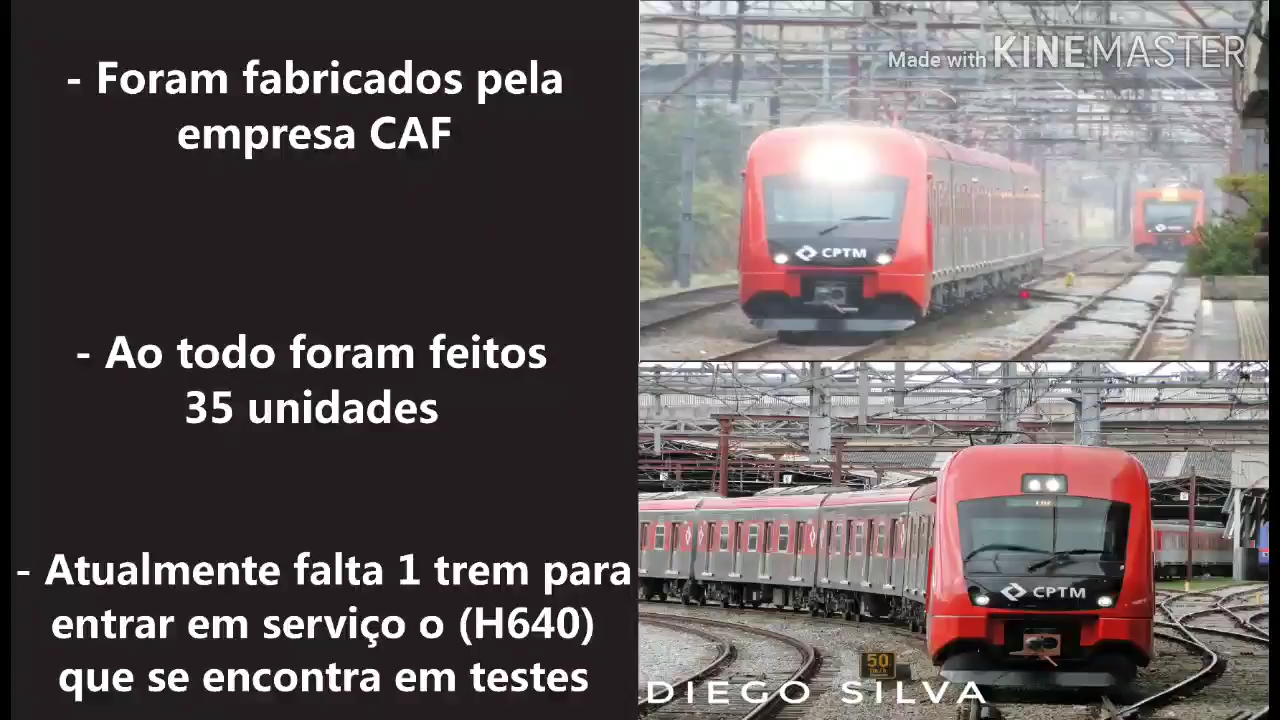 - Foram fabricados pela
empresa CAF
- Ao todo foram feitos
35 unidades
- Atualmente falta 1 trem para
entrar em serviço o (H640)
que se encontra em testes
Made with KINEMASTER
CPTM
CPTM
50
DIEGO SILVA